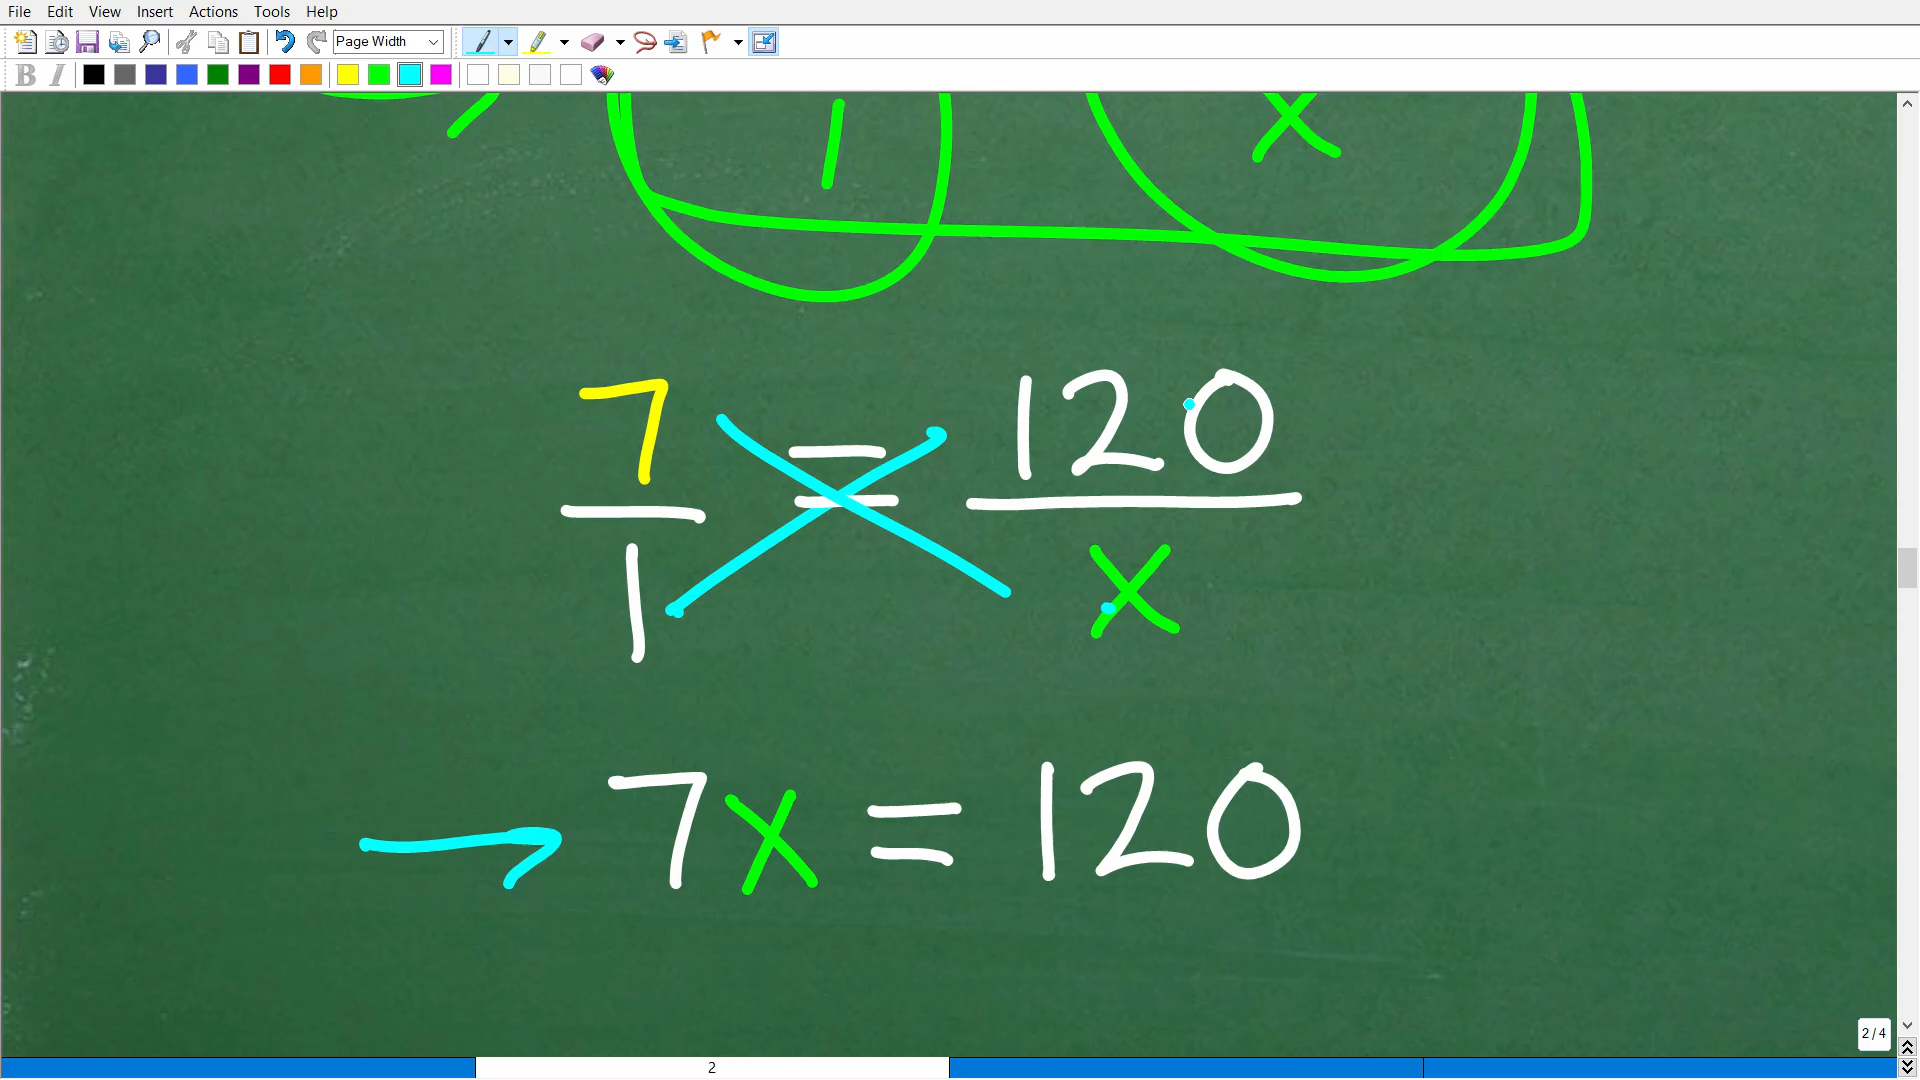 File Edit View Insert Actions Tools Help
Page Width
B I
1 x
7 = 120
1 x
7x = 120
2 / 4
2